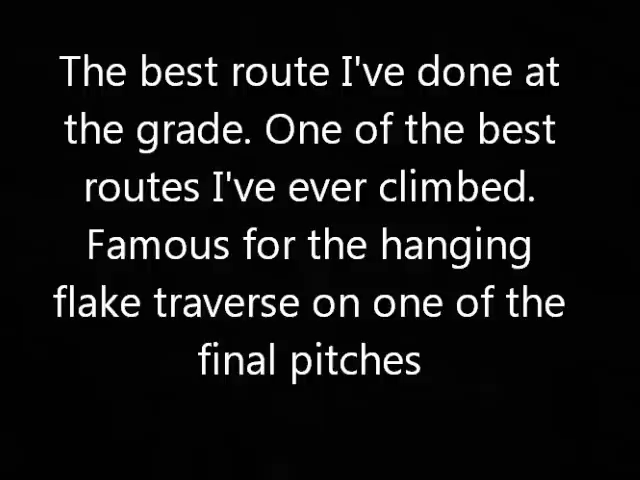 The best route I've done at
the grade. One of the best
routes I've ever climbed.
Famous for the hanging
flake traverse on one of the
final pitches